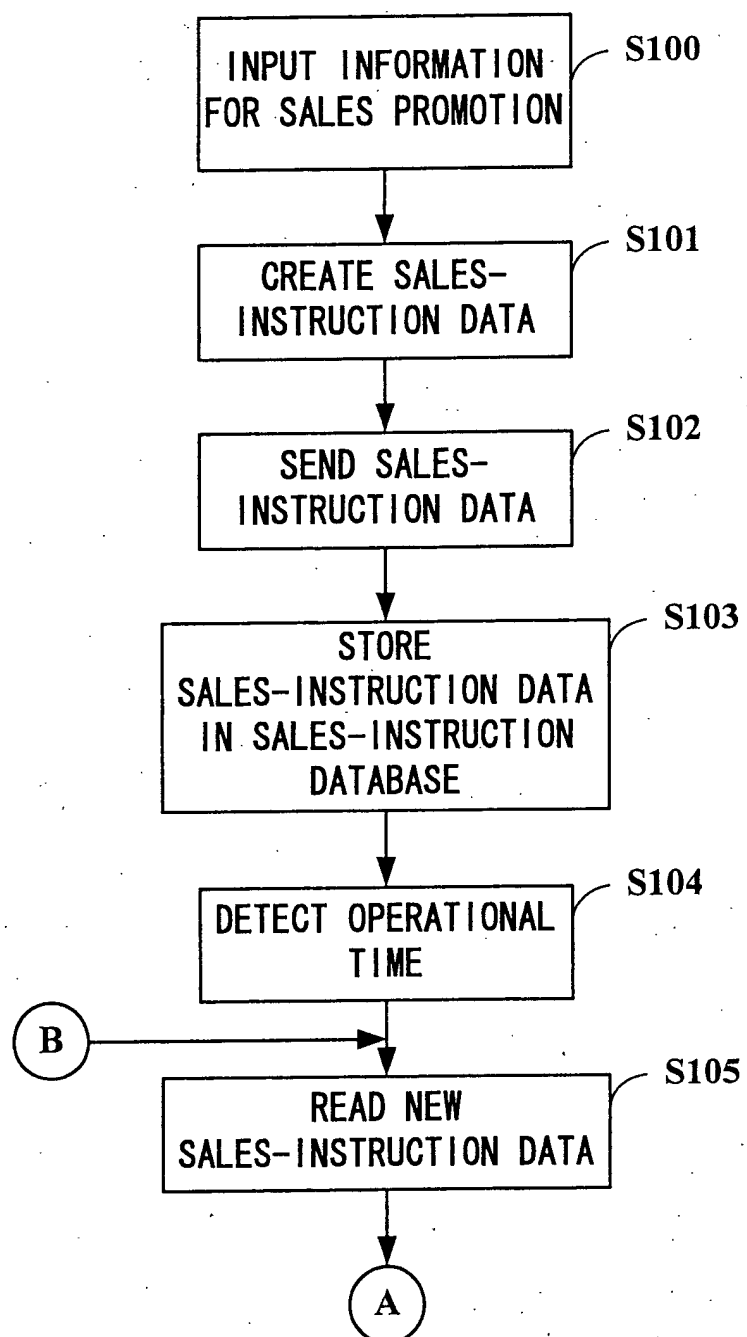 INPUT INFORMATION
FOR SALES PROMOTION
S100
CREATE SALES-
INSTRUCTION DATA
S101
SEND SALES-
INSTRUCTION DATA
S102
STORE
SALES-INSTRUCTION DATA
IN SALES-INSTRUCTION
DATABASE
S103
DETECT OPERATIONAL
TIME
S104
B
READ NEW
SALES-INSTRUCTION DATA
S105
A